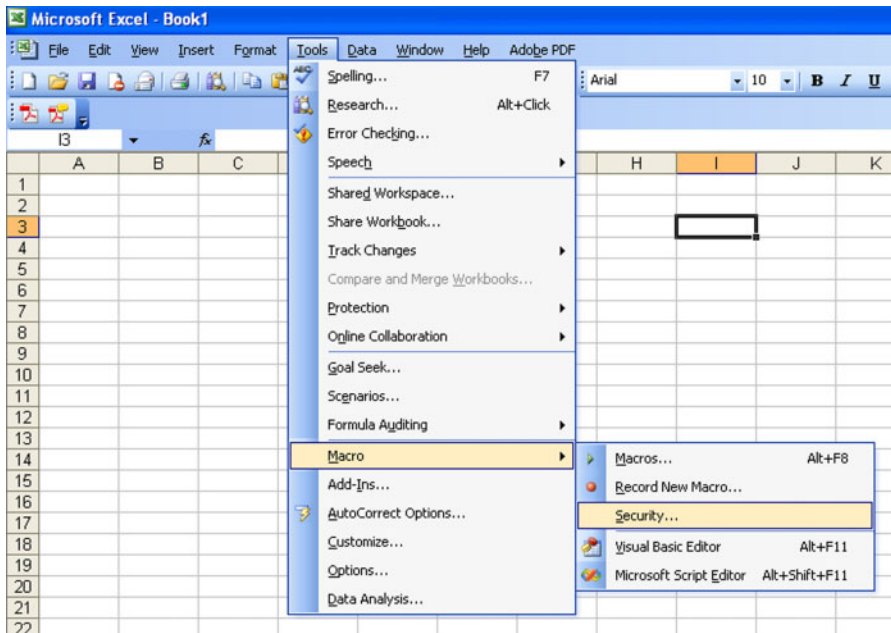 Microsoft Excel - Book1
File Edit View Insert Format Tools Data Window Help Adobe PDF
Arial 10 B I U
I3 fx
A B C H I J K
Spelling... F7
Research... Alt+Click
Error Checking...
Speech
Shared Workspace...
Share Workbook...
Track Changes
Compare and Merge Workbooks...
Protection
Online Collaboration
Goal Seek...
Scenarios...
Formula Auditing
Macro
Add-Ins...
AutoCorrect Options...
Customize...
Options...
Data Analysis...
Macros... Alt+F8
Record New Macro...
Security...
Visual Basic Editor Alt+F11
Microsoft Script Editor Alt+Shift+F11
1
2
3
4
5
6
7
8
9
10
11
12
13
14
15
16
17
18
19
20
21
22